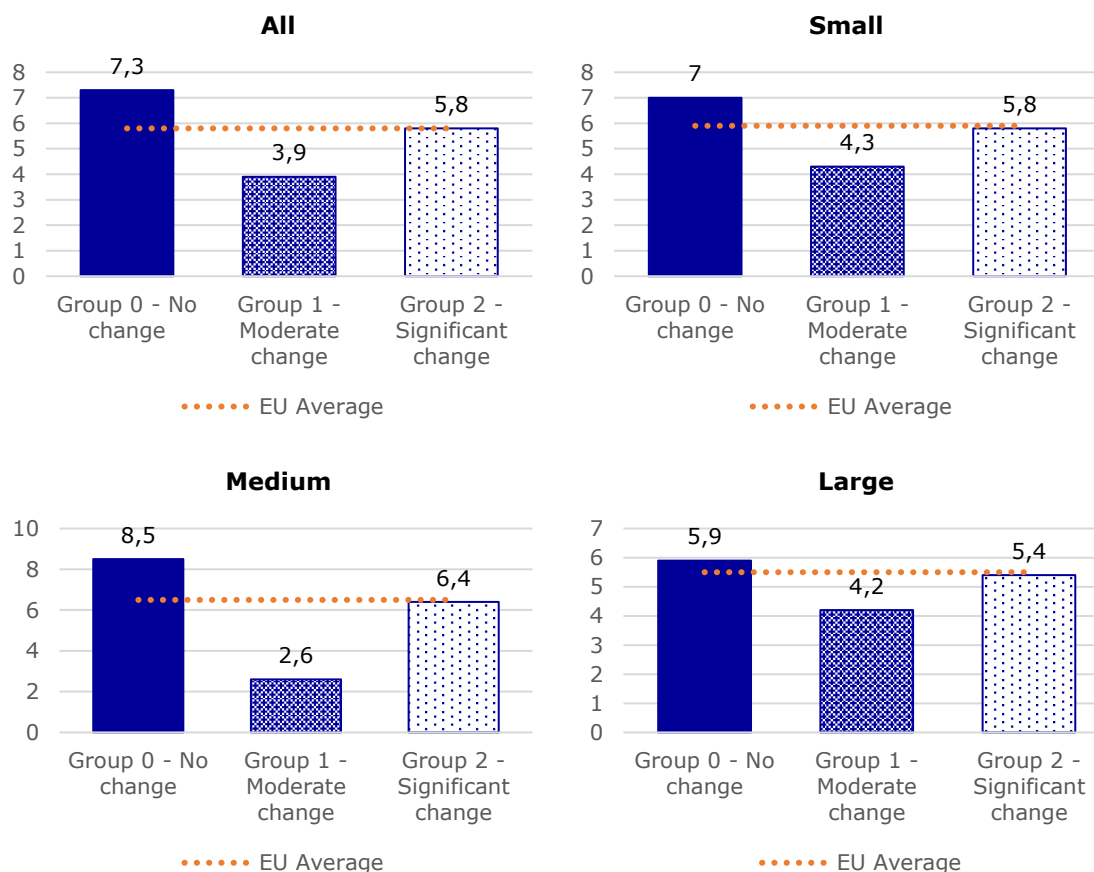 All
8
7
6
5
4
3
2
1
0
7,3
3,9
5,8
Group 0 - No
change
Group 1 -
Moderate
change
Group 2 -
Significant
change
EU Average
Small
8
7
6
5
4
3
2
1
0
7
4,3
5,8
Group 0 - No
change
Group 1 -
Moderate
change
Group 2 -
Significant
change
EU Average
Medium
10
8
6
4
2
0
8,5
2,6
6,4
Group 0 - No
change
Group 1 -
Moderate
change
Group 2 -
Significant
change
EU Average
Large
7
6
5
4
3
2
1
0
5,9
4,2
5,4
Group 0 - No
change
Group 1 -
Moderate
change
Group 2 -
Significant
change
EU Average